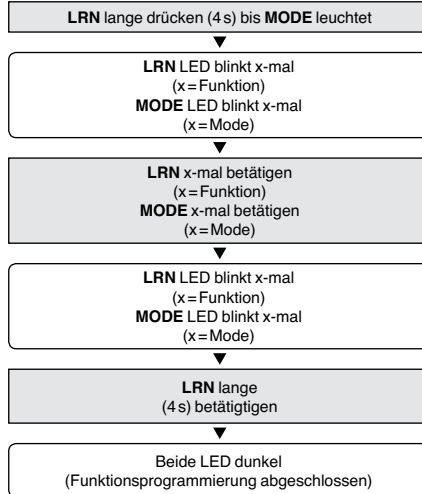 LRN lange drücken (4 s) bis MODE leuchtet
LRN LED blinkt x-mal
(x = Funktion)
MODE LED blinkt x-mal
(x = Mode)
LRN x-mal betätigen
(x = Funktion)
MODE x-mal betätigen
(x = Mode)
LRN LED blinkt x-mal
(x = Funktion)
MODE LED blinkt x-mal
(x = Mode)
LRN lange
(4 s) betätigtigen
Beide LED dunkel
(Funktionsprogrammierung abgeschlossen)